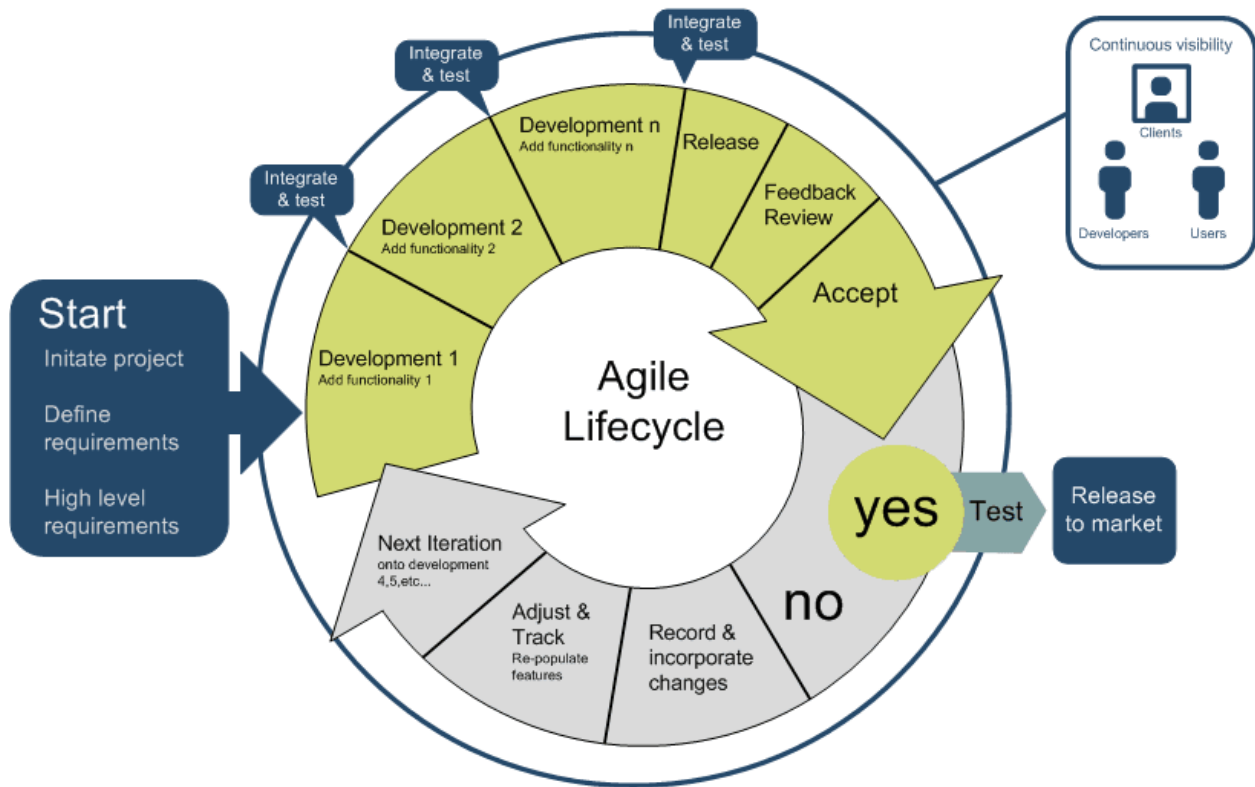 Integrate
& test
Integrate
& test
Integrate
& test
Continuous visibility
Clients
Developers
Users
Start
Initate project
Define
requirements
High level
requirements
Development 1
Add functionality 1
Development 2
Add functionality 2
Development n
Add functionality n
Release
Feedback
Review
Accept
Agile
Lifecycle
yes
Test
Release
to market
no
Record &
incorporate
changes
Adjust &
Track
Re-populate
features
Next Iteration
onto development
4,5,etc...